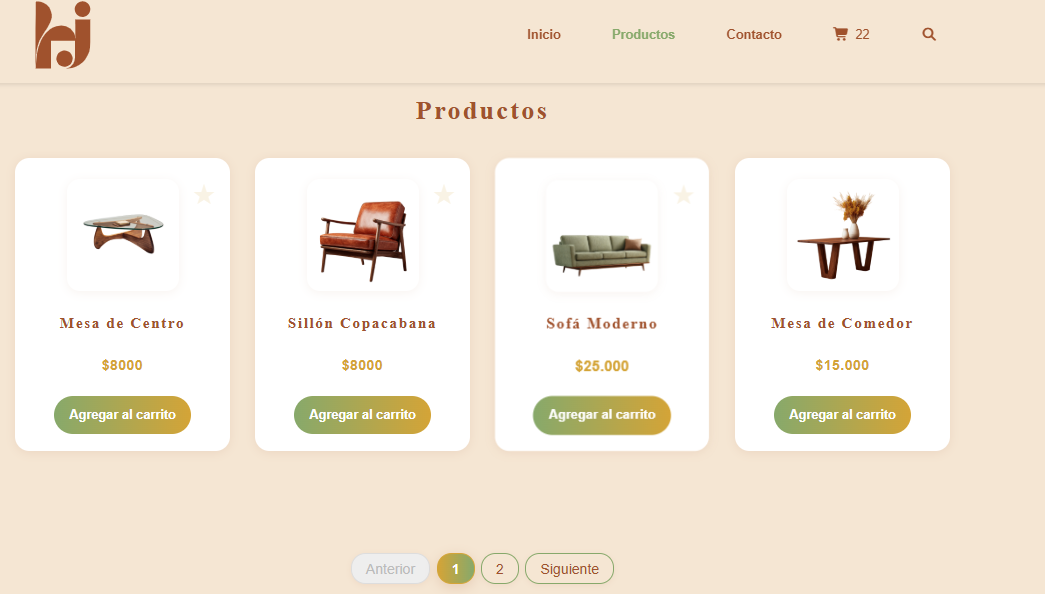 hj
Inicio
Productos
Contacto
22
Productos
Mesa de Centro
$8000
Agregar al carrito
Sillón Copacabana
$8000
Agregar al carrito
Sofá Moderno
$25.000
Agregar al carrito
Mesa de Comedor
$15.000
Agregar al carrito
Anterior
1
2
Siguiente